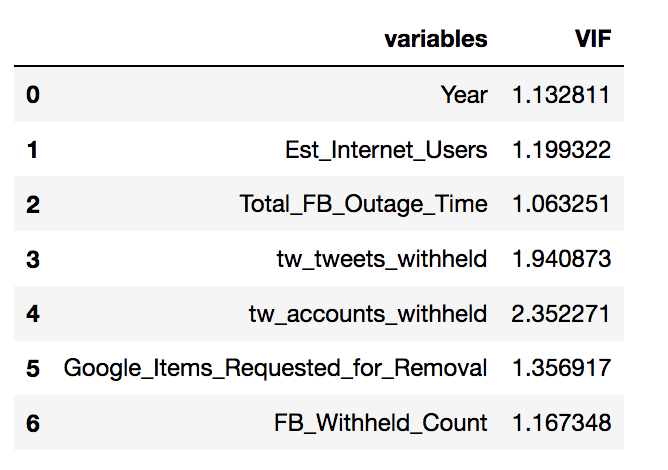 variables VIF
0 Year 1.132811
1 Est_Internet_Users 1.199322
2 Total_FB_Outage_Time 1.063251
3 tw_tweets_withheld 1.940873
4 tw_accounts_withheld 2.352271
5 Google_Items_Requested_for_Removal 1.356917
6 FB_Withheld_Count 1.167348